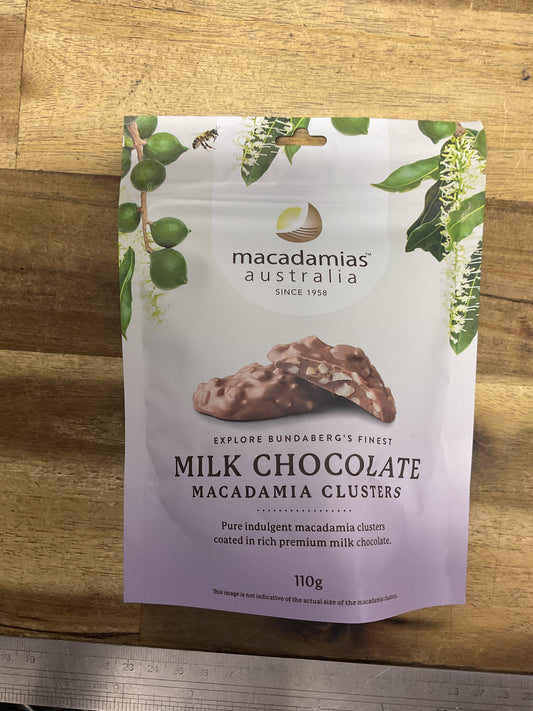 macadamias™
australia
SINCE 1958
EXPLORE BUNDABERG'S FINEST
MILK CHOCOLATE
MACADAMIA CLUSTERS
Pure indulgent macadamia clusters
coated in rich premium milk chocolate.
110g
This image is not indicative of the actual size of the macadamia clusters.